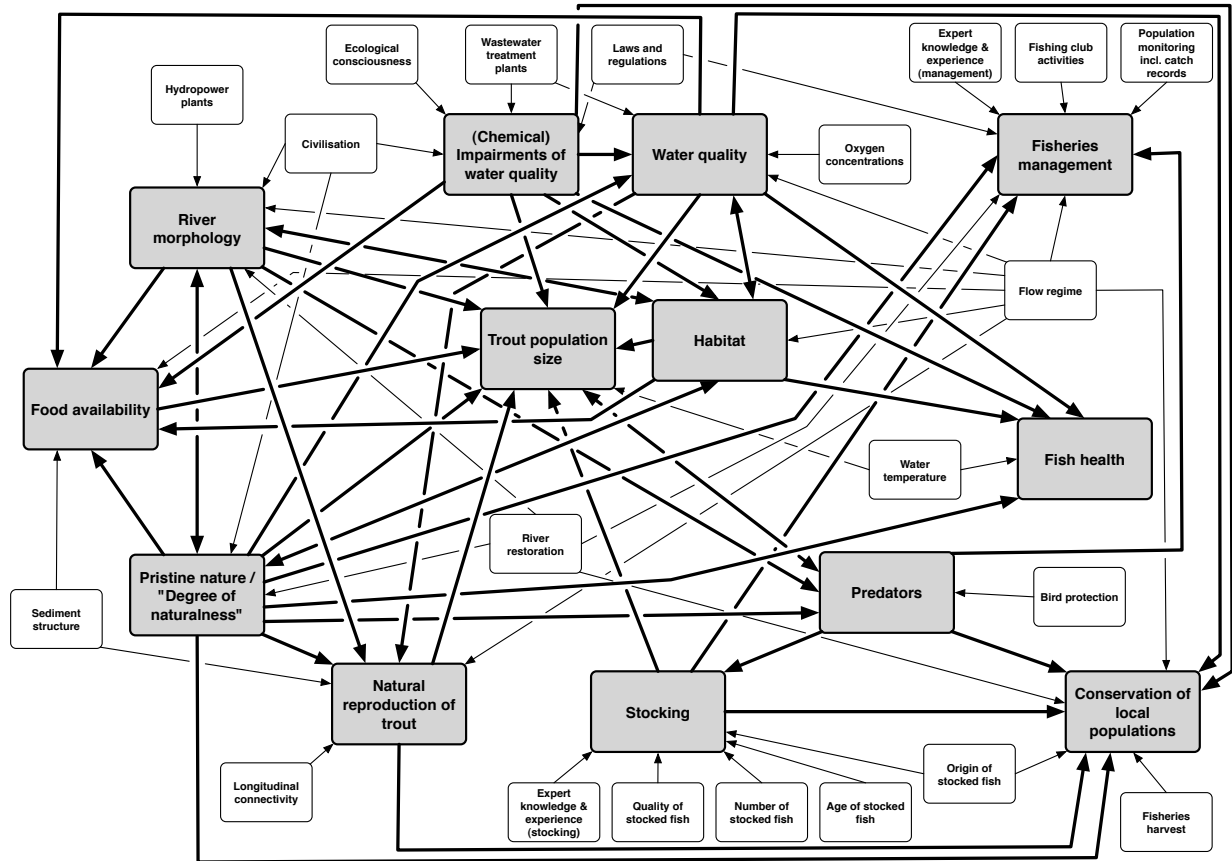 Ecological
consciousness
Wastewater
treatment
plants
Laws and
regulations
Expert
knowledge &
experience
(management)
Fishing club
activities
Population
monitoring
incl. catch
records
Hydropower
plants
Civilisation
(Chemical)
Impairments of
water quality
Water quality
Oxygen
concentrations
Fisheries
management
River
morphology
Flow regime
Trout population
size
Habitat
Food availability
Water
temperature
Fish health
River
restoration
Pristine nature /
"Degree of
naturalness"
Sediment
structure
Predators
Bird protection
Natural
reproduction of
trout
Stocking
Conservation of
local
populations
Longitudinal
connectivity
Expert
knowledge &
experience
(stocking)
Quality of
stocked fish
Number of
stocked fish
Age of stocked
fish
Origin of
stocked fish
Fisheries
harvest